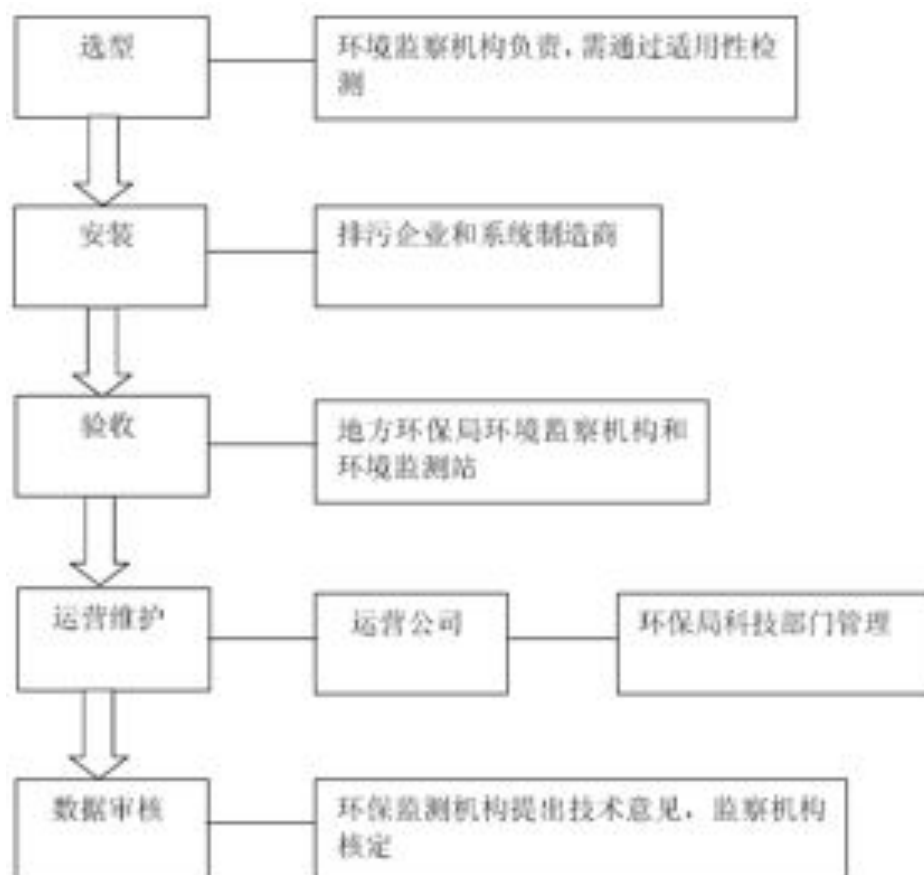 选型
环境监察机构负责,需通过适用性检
测
安装
排污企业和系统制造商
验收
地方环保局环境监察机构和
环境监测站
运营维护
运营公司
环保局科技部门管理
数据审核
环保监测机构提出技术意见，监察机构
核定